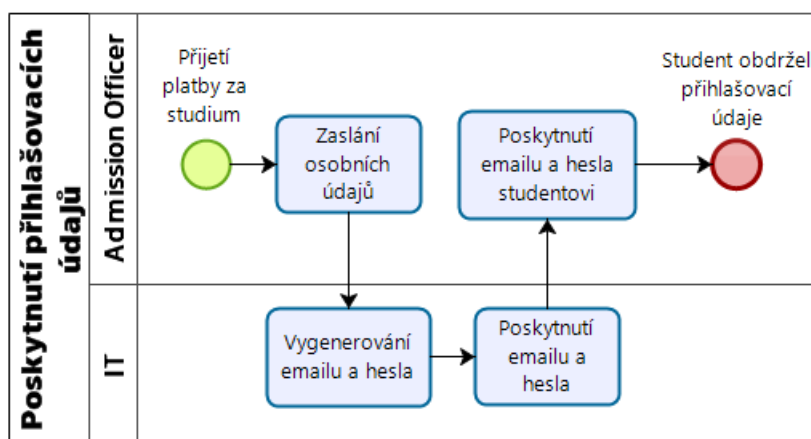 Poskytnutí přihlašovacích
údajů
Admission Officer
Přijetí
platby za
studium
Zaslání
osobních
údajů
Poskytnutí
emailu a hesla
studentovi
Student obdržel
přihlašovací
údaje
IT
Vygenerování
emailu a hesla
Poskytnutí
emailu a
hesla